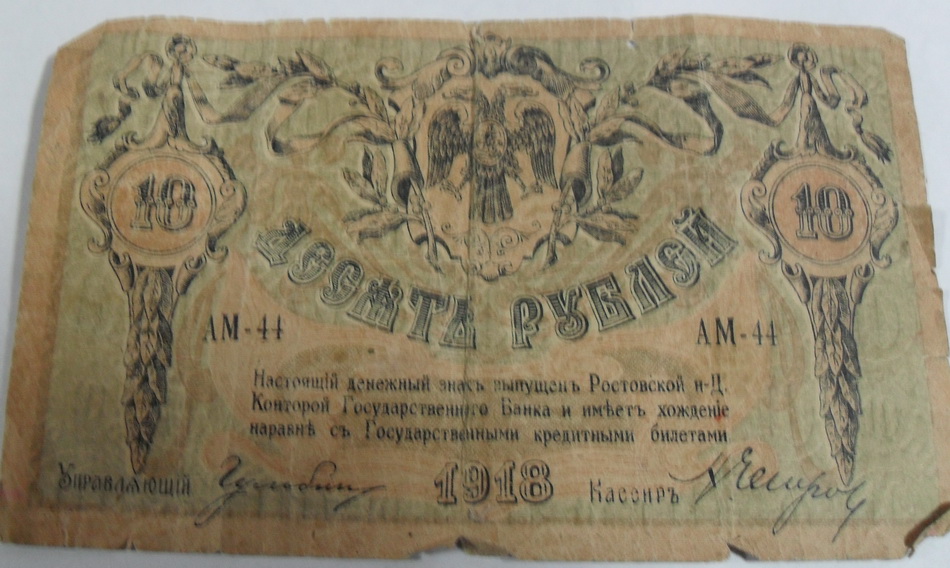 10
10
ДЕСЯТЬ РУБЛЕЙ
АМ-44
АМ-44
Настоящій денежный знакъ выпущенъ Ростовской н-Д.
Конторой Государственнаго Банка и имѣетъ хожденіе
наравнѣ съ Государственными кредитными билетами
Управляющій
1918
Кассиръ